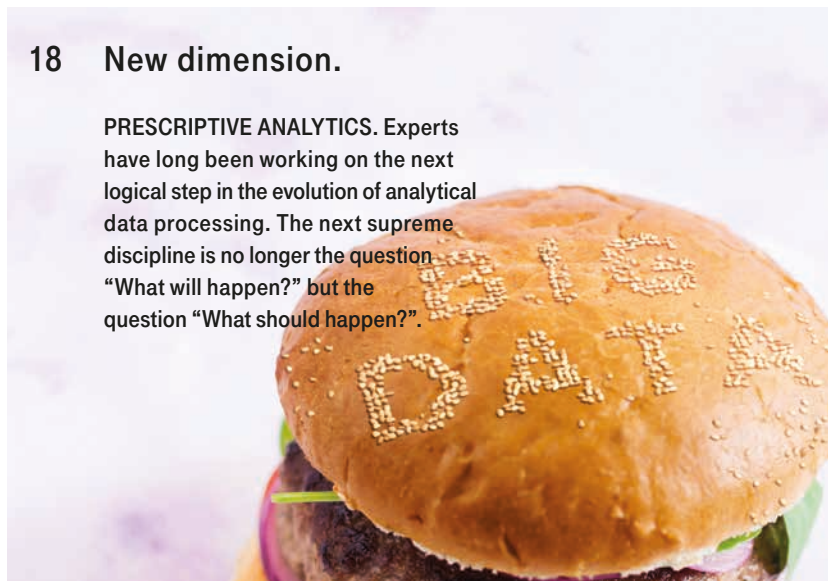 18 New dimension.
PRESCRIPTIVE ANALYTICS. Experts
have long been working on the next
logical step in the evolution of analytical
data processing. The next supreme
discipline is no longer the question
“What will happen?” but the
question “What should happen?”.
BIG
DATA